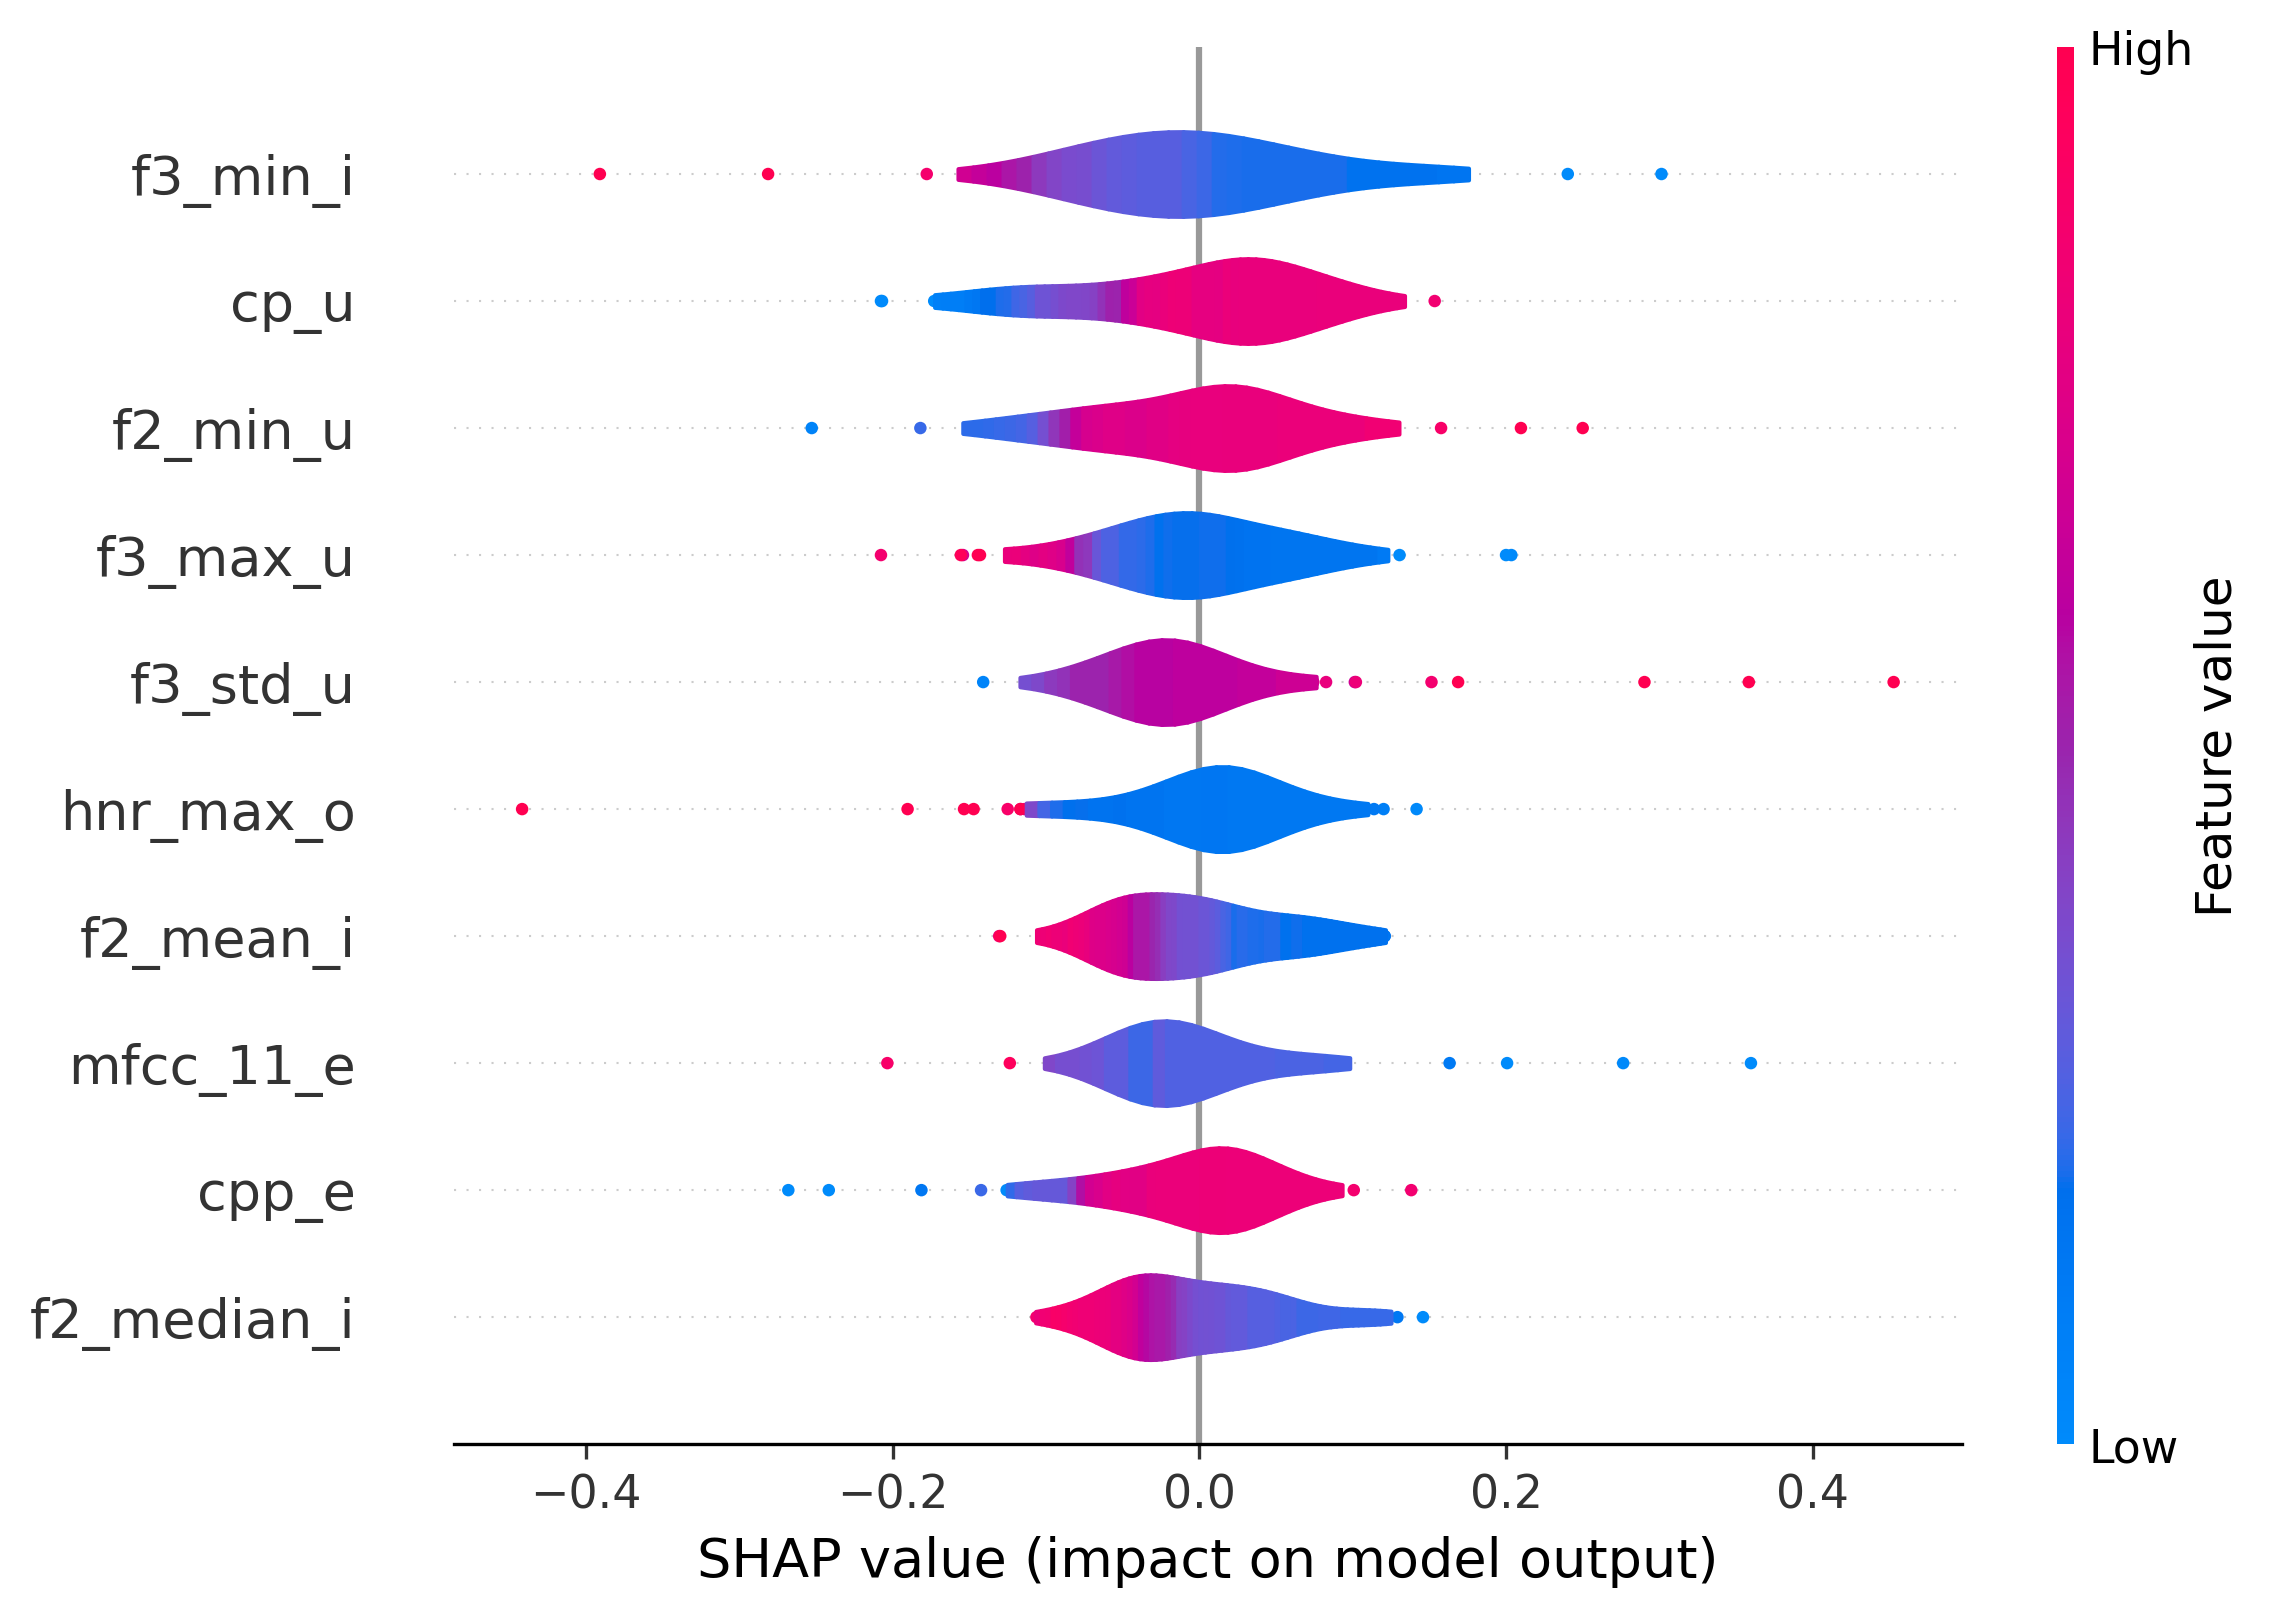 High
f3_min_i
cp_u
f2_min_u
f3_max_u
f3_std_u
hnr_max_o
f2_mean_i
mfcc_11_e
cpp_e
f2_median_i
Feature value
Low
−0.4 −0.2 0.0 0.2 0.4
SHAP value (impact on model output)